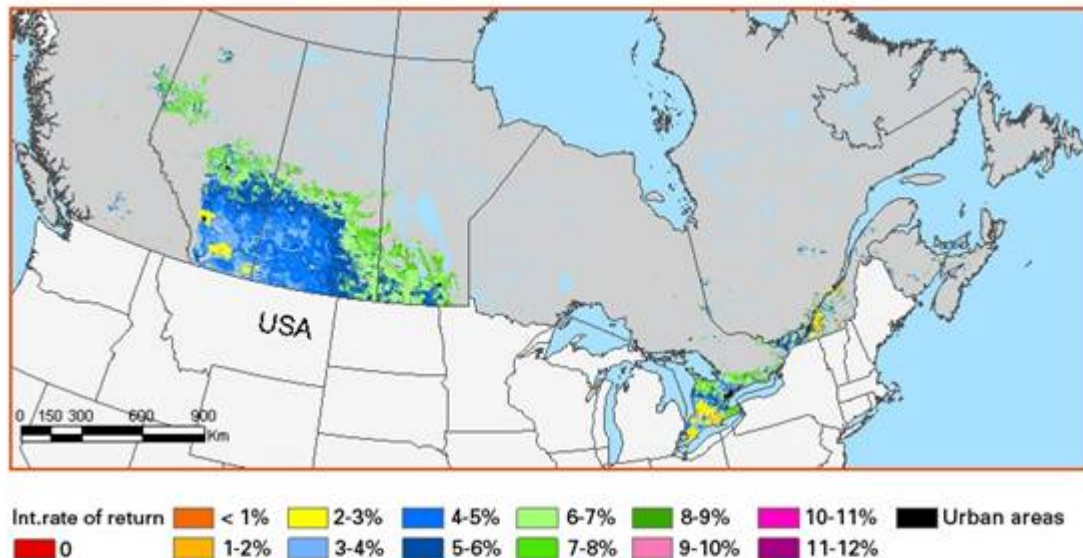 USA
0 150 300 600 900
Km
Int.rate of return < 1% 2-3% 4-5% 6-7% 8-9% 10-11% Urban areas
0 1-2% 3-4% 5-6% 7-8% 9-10% 11-12%